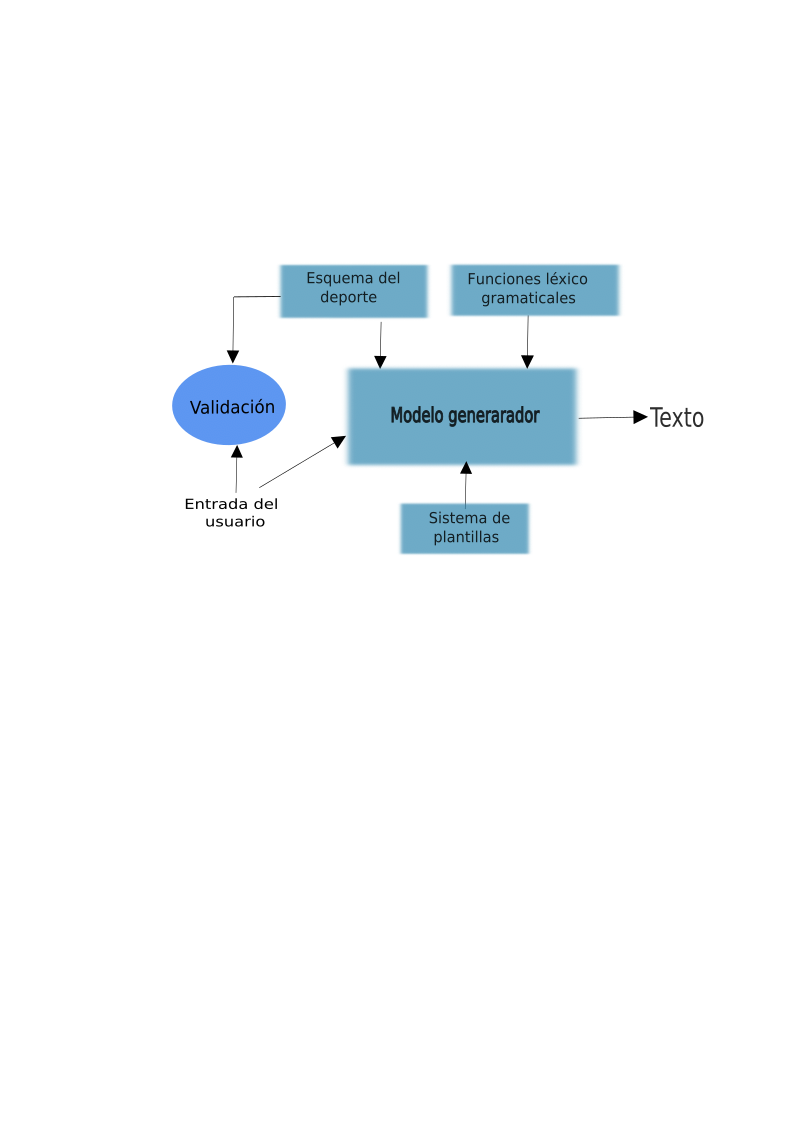 Esquema del
deporte
Funciones léxico
gramaticales
Validación
Modelo generarador
Texto
Entrada del
usuario
Sistema de
plantillas